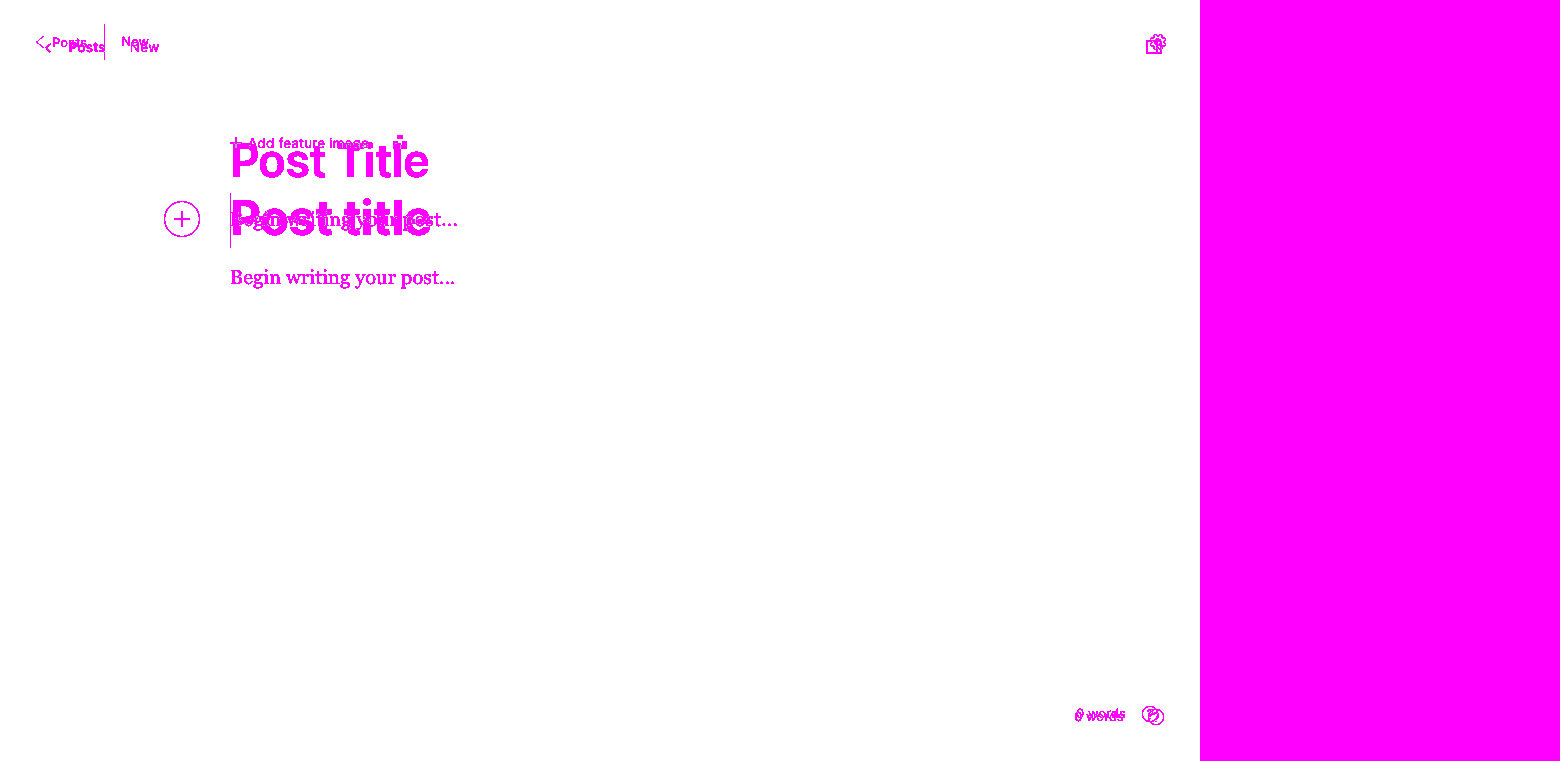 Posts New
Posts New
+ Add feature image
Post Title
Begin writing your post...
Post title
Begin writing your post...
0 words ?
0 words ?